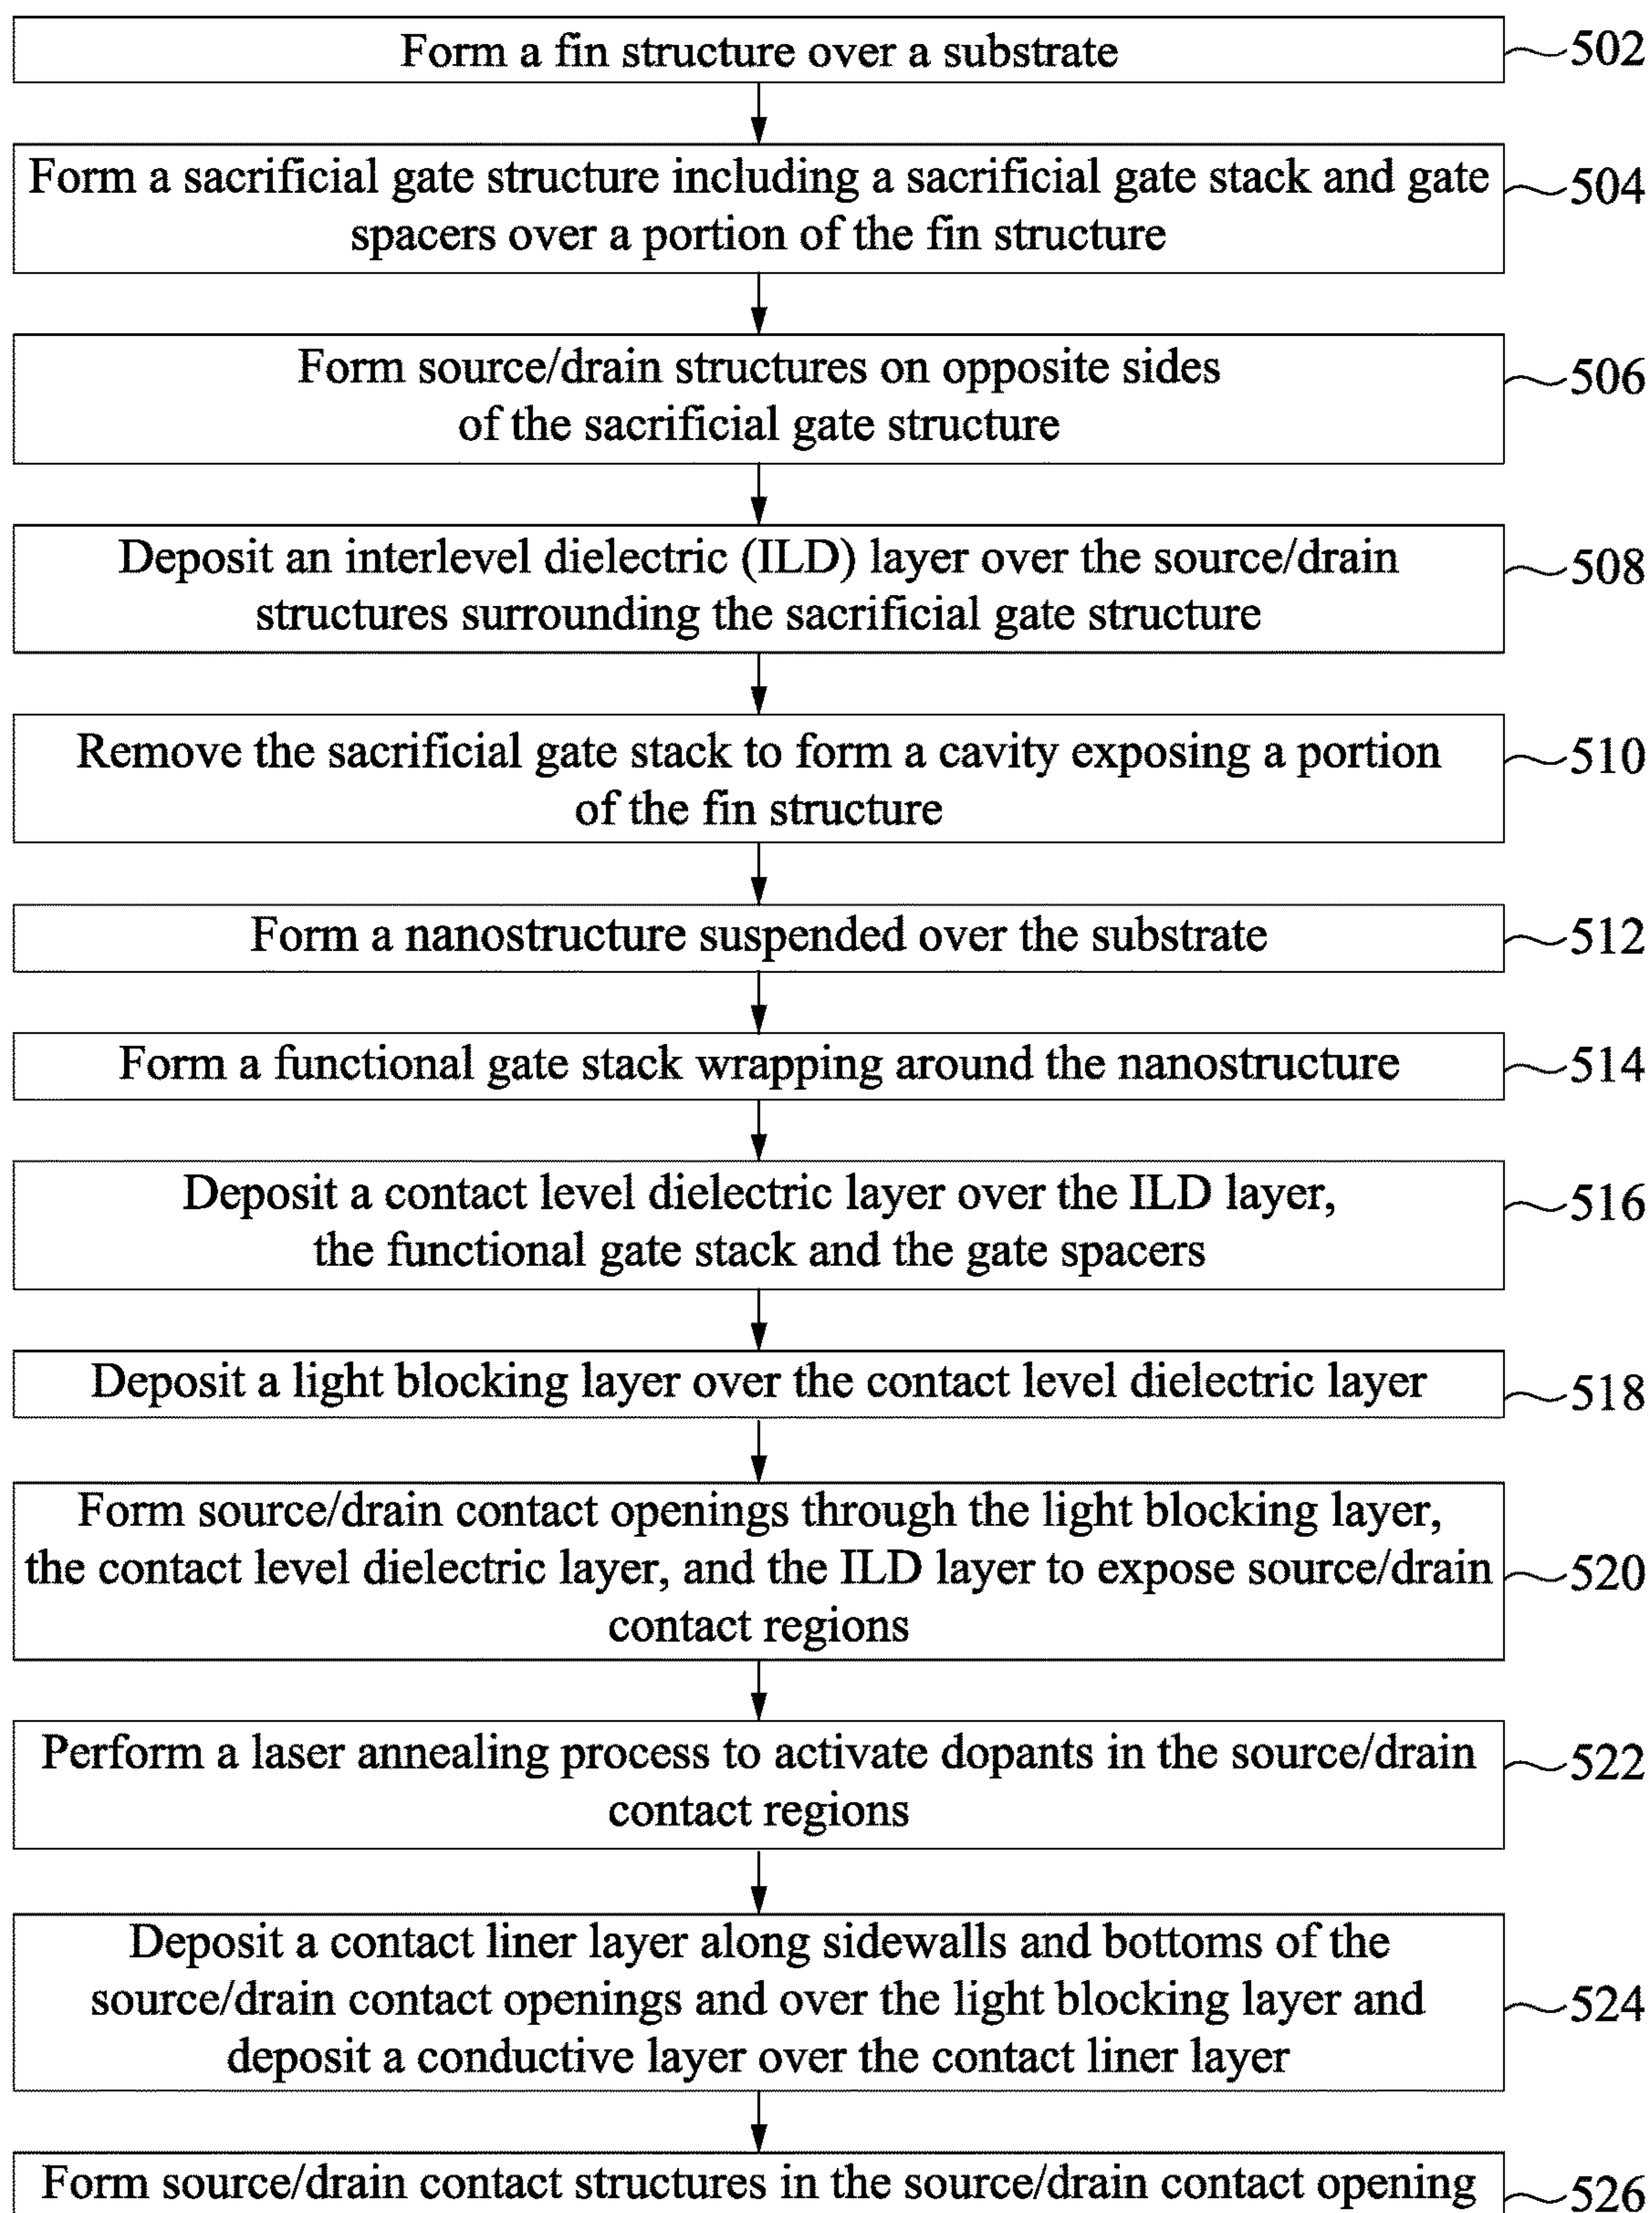 Form a fin structure over a substrate
502
Form a sacrificial gate structure including a sacrificial gate stack and gate
spacers over a portion of the fin structure
504
Form source/drain structures on opposite sides
of the sacrificial gate structure
506
Deposit an interlevel dielectric (ILD) layer over the source/drain
structures surrounding the sacrificial gate structure
508
Remove the sacrificial gate stack to form a cavity exposing a portion
of the fin structure
510
Form a nanostructure suspended over the substrate
512
Form a functional gate stack wrapping around the nanostructure
514
Deposit a contact level dielectric layer over the ILD layer,
the functional gate stack and the gate spacers
516
Deposit a light blocking layer over the contact level dielectric layer
518
Form source/drain contact openings through the light blocking layer,
the contact level dielectric layer, and the ILD layer to expose source/drain
contact regions
520
Perform a laser annealing process to activate dopants in the source/drain
contact regions
522
Deposit a contact liner layer along sidewalls and bottoms of the
source/drain contact openings and over the light blocking layer and
deposit a conductive layer over the contact liner layer
524
Form source/drain contact structures in the source/drain contact opening
526